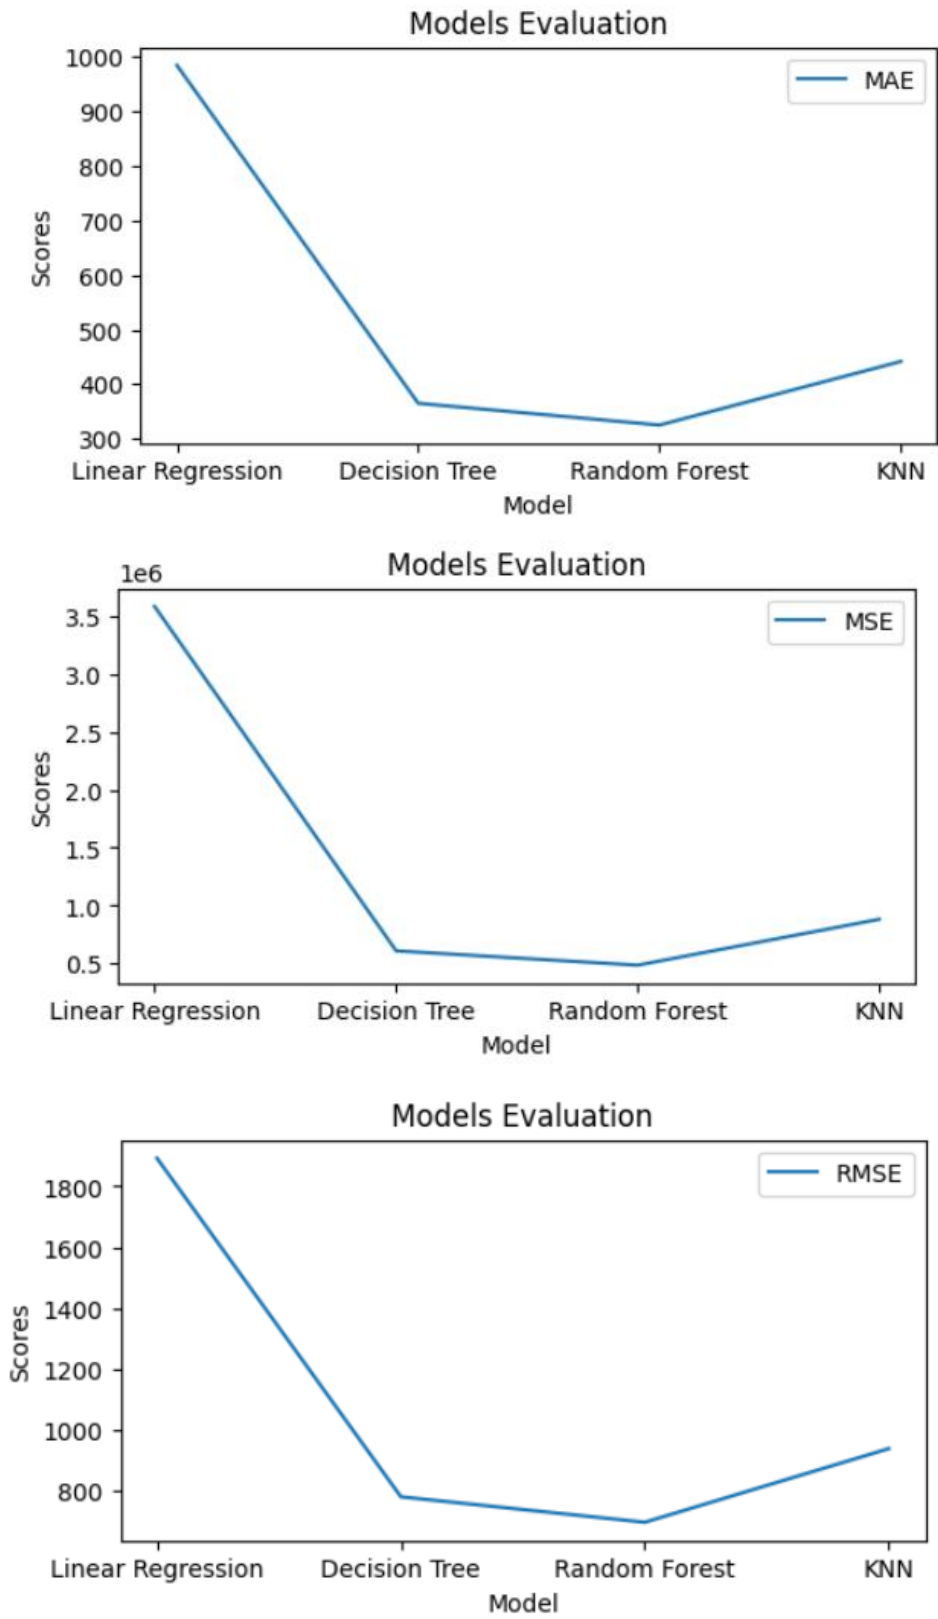 Models Evaluation
1000
900
800
700
600
500
400
300
Scores
MAE
Linear Regression Decision Tree Random Forest KNN
Model
Models Evaluation
1e6
3.5
3.0
2.5
2.0
1.5
1.0
0.5
Scores
MSE
Linear Regression Decision Tree Random Forest KNN
Model
Models Evaluation
1800
1600
1400
1200
1000
800
Scores
RMSE
Linear Regression Decision Tree Random Forest KNN
Model